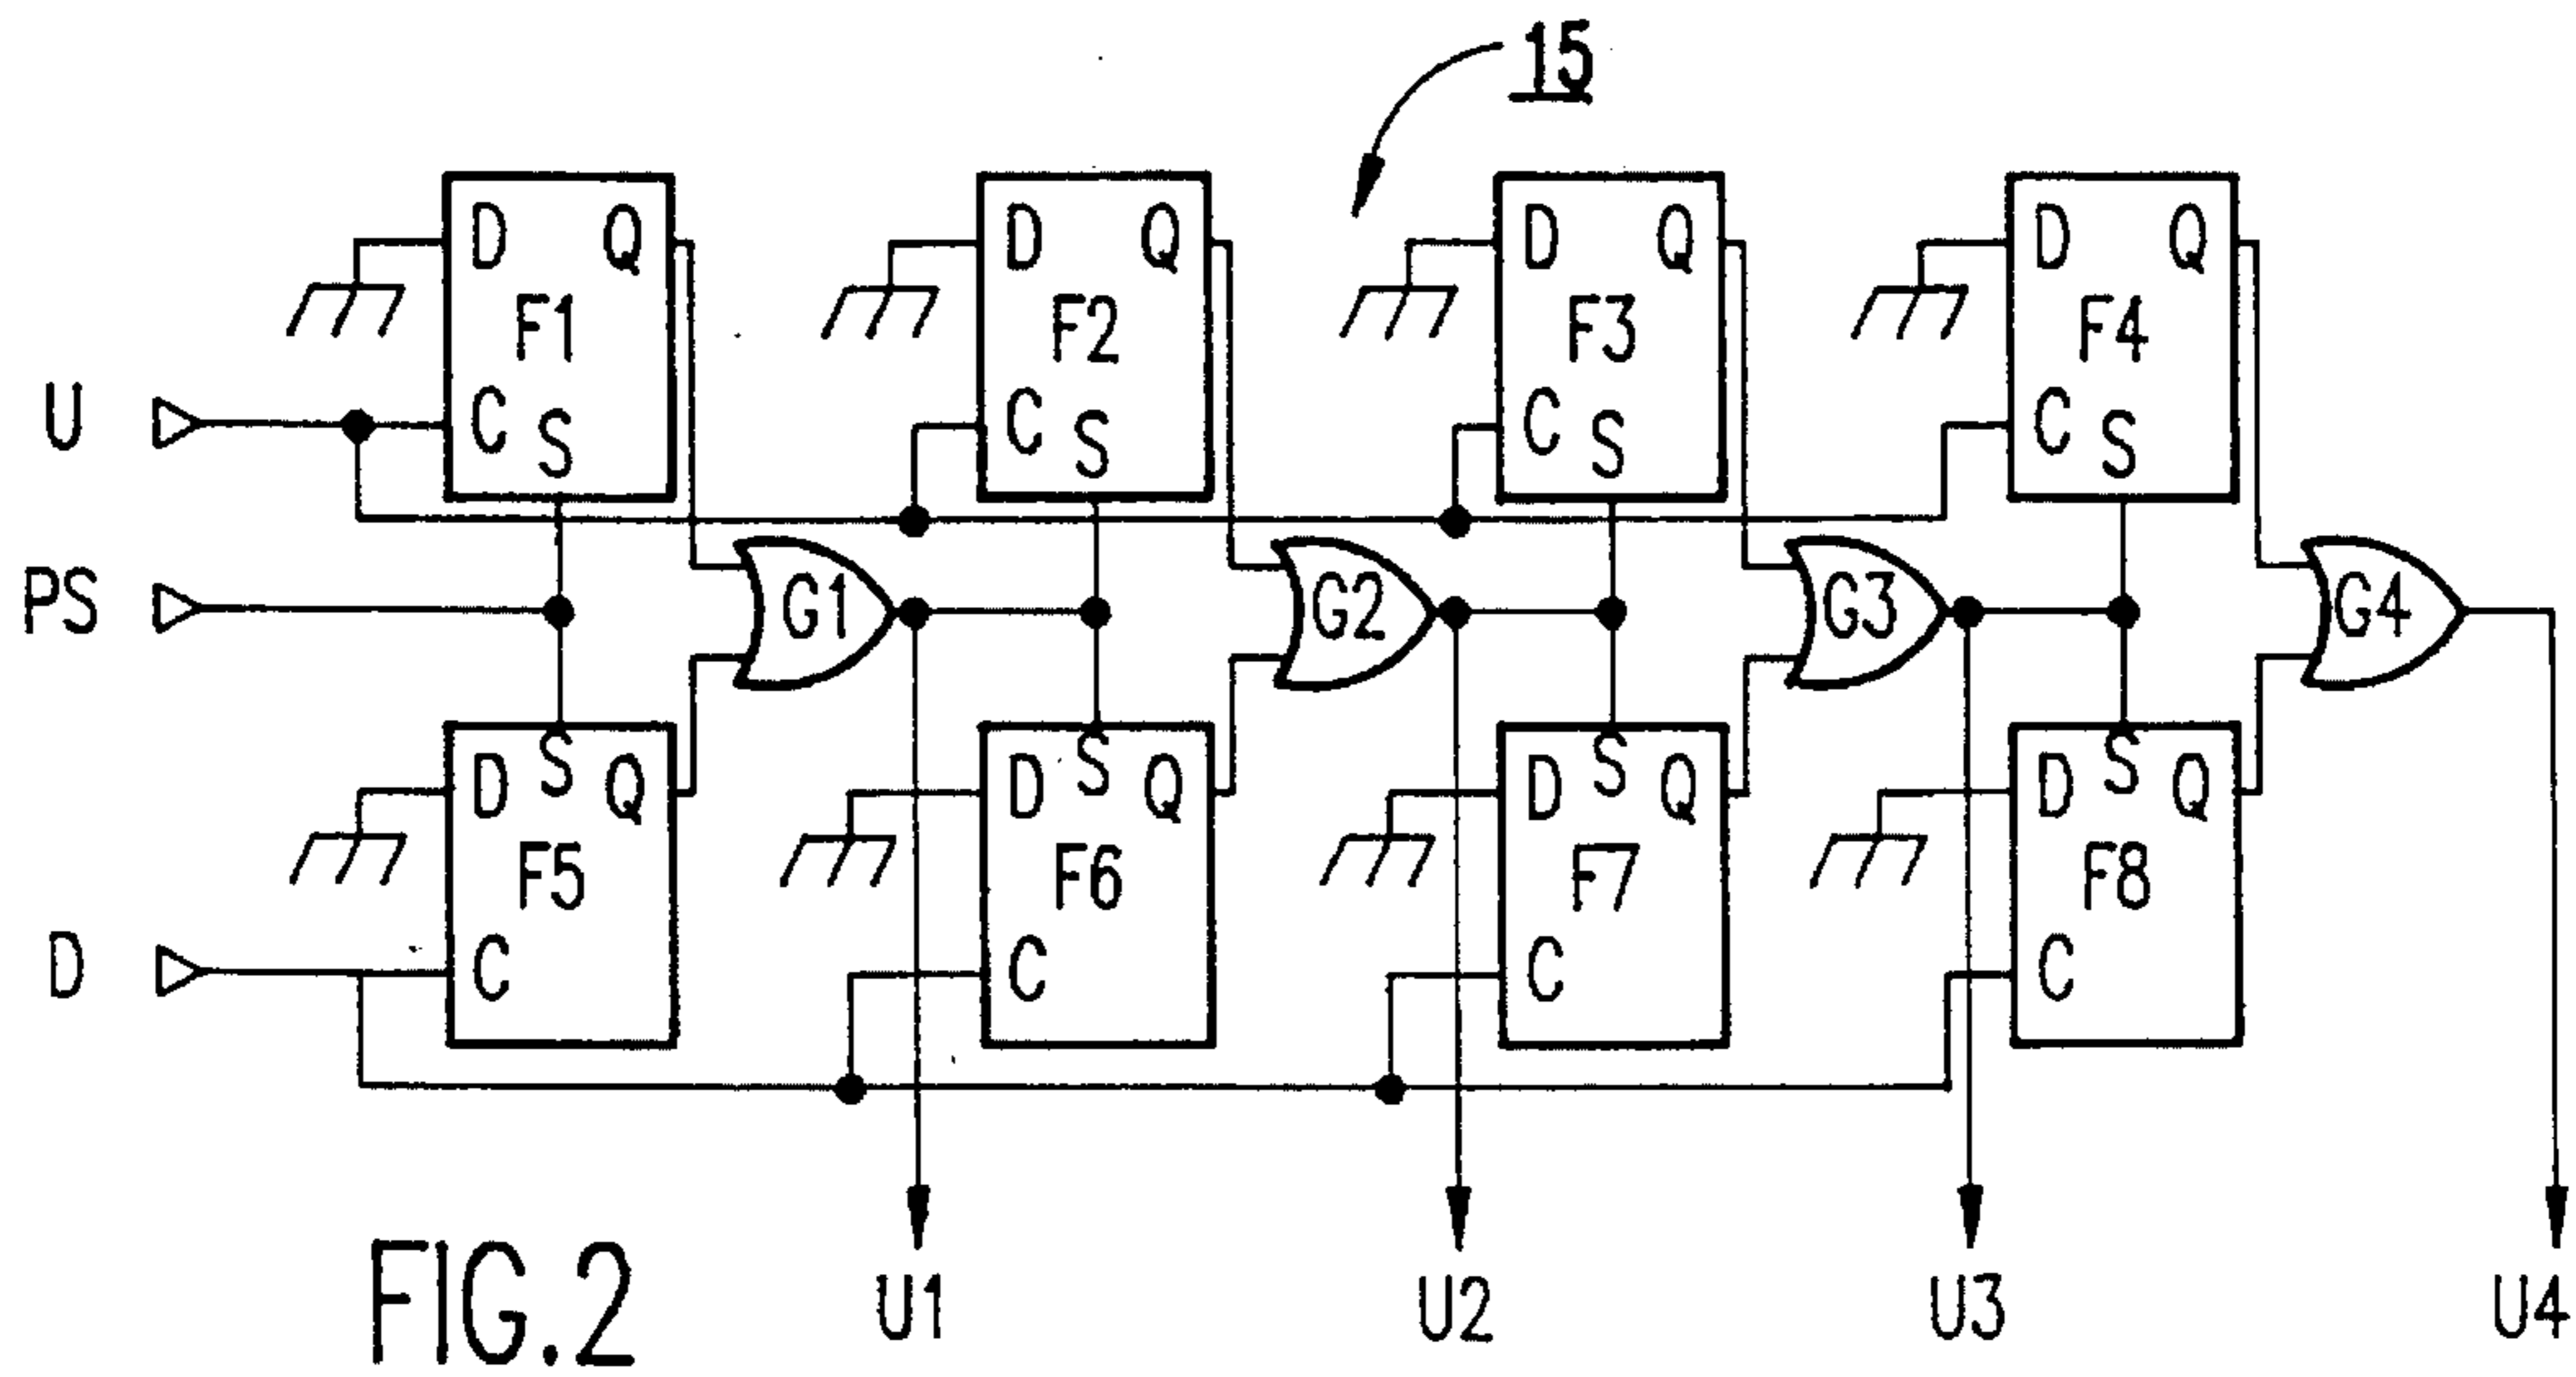 15
D Q D Q D Q D Q
F1 F2 F3 F4
U C S C S C S C S
PS G1 G2 G3 G4
D S Q D S Q D S Q D S Q
F5 F6 F7 F8
D C C C C
FIG.2 U1 U2 U3 U4